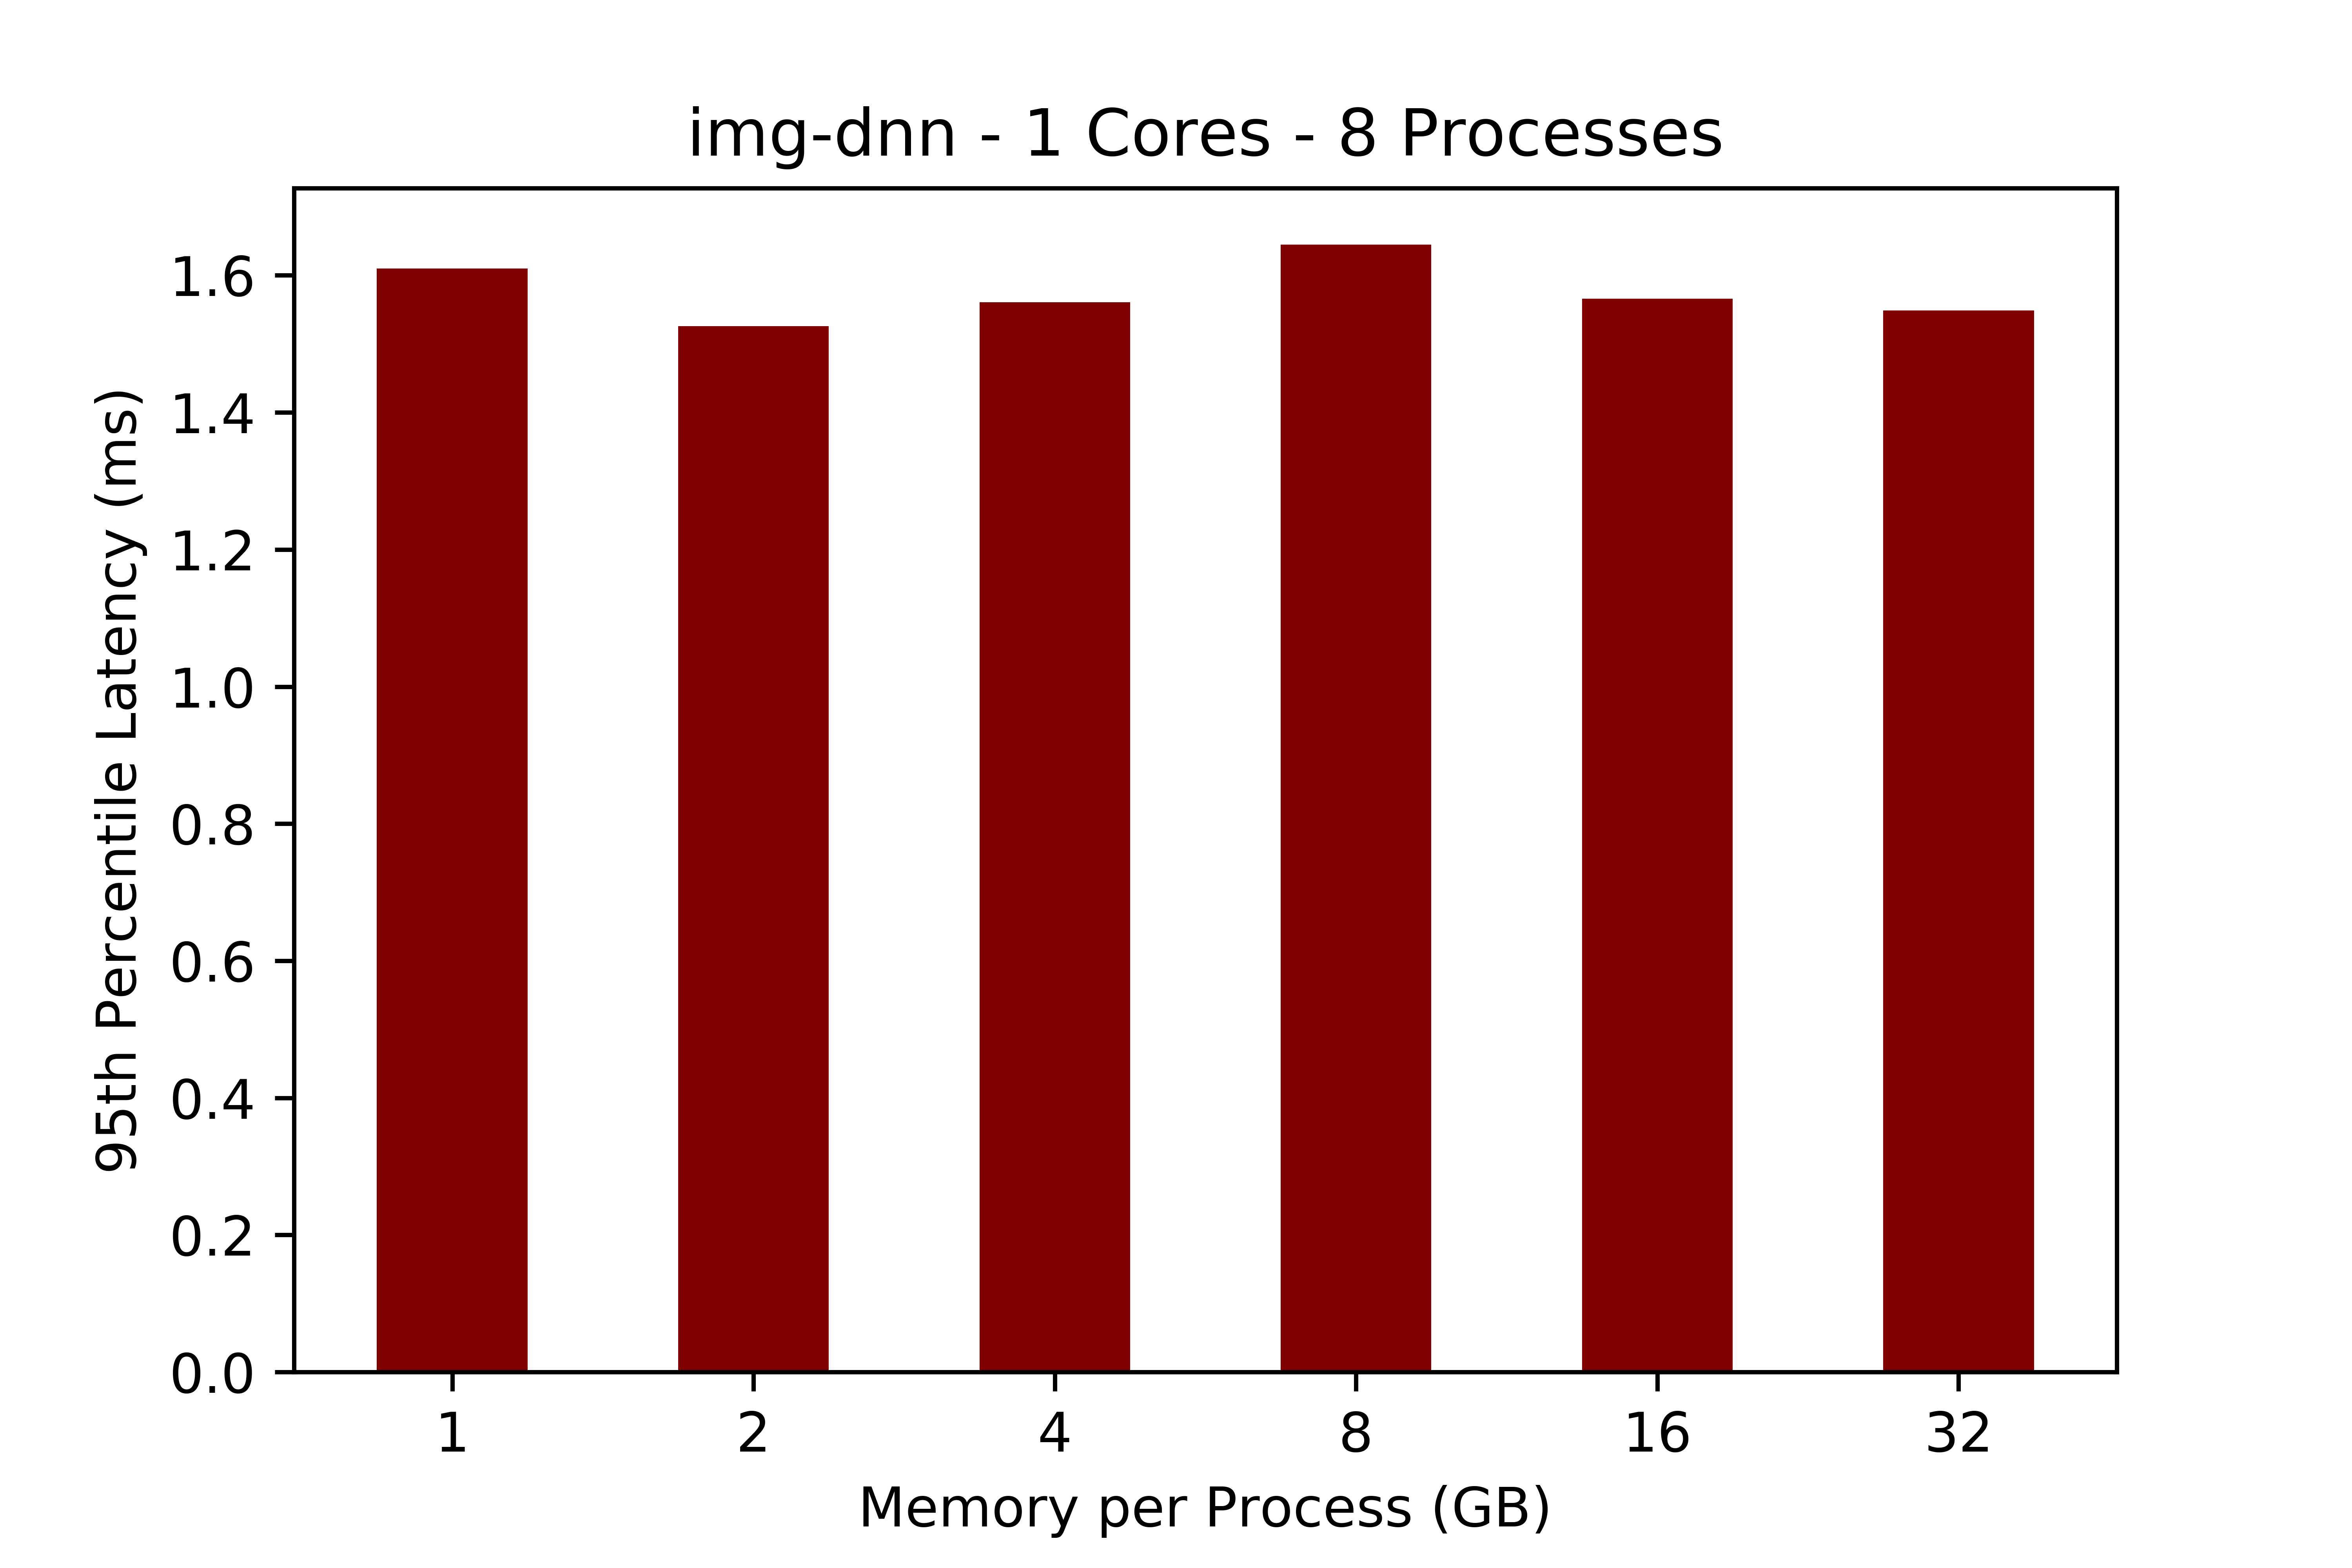 img-dnn - 1 Cores - 8 Processes
95th Percentile Latency (ms)
1.6
1.4
1.2
1.0
0.8
0.6
0.4
0.2
0.0
1 2 4 8 16 32
Memory per Process (GB)